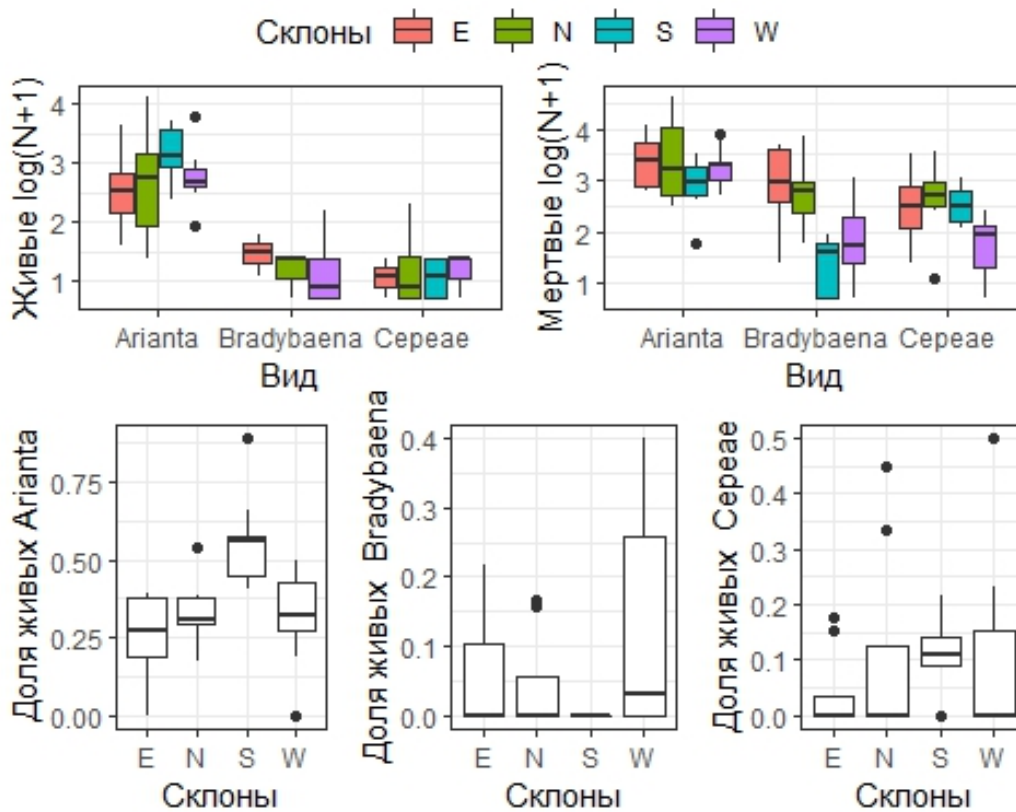 Склоны E N S W
Живые log(N+1)
4
3
2
1
Arianta Bradybaena Cepeae
Вид
Мертвые log(N+1)
4
3
2
1
Arianta Bradybaena Cepeae
Вид
Доля живых Arianta
0.75
0.50
0.25
0.00
E N S W
Склоны
Доля живых Bradybaena
0.4
0.3
0.2
0.1
0.0
E N S W
Склоны
Доля живых Cepeae
0.5
0.4
0.3
0.2
0.1
0.0
E N S W
Склоны